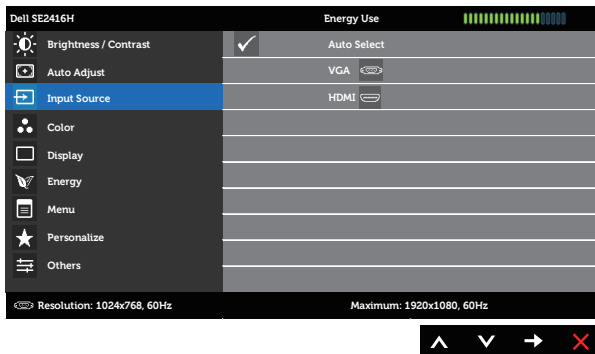 Dell SE2416H Energy Use
Brightness / Contrast Auto Select
Auto Adjust VGA
Input Source HDMI
Color
Display
Energy
Menu
Personalize
Others
Resolution: 1024x768, 60Hz Maximum: 1920x1080, 60Hz